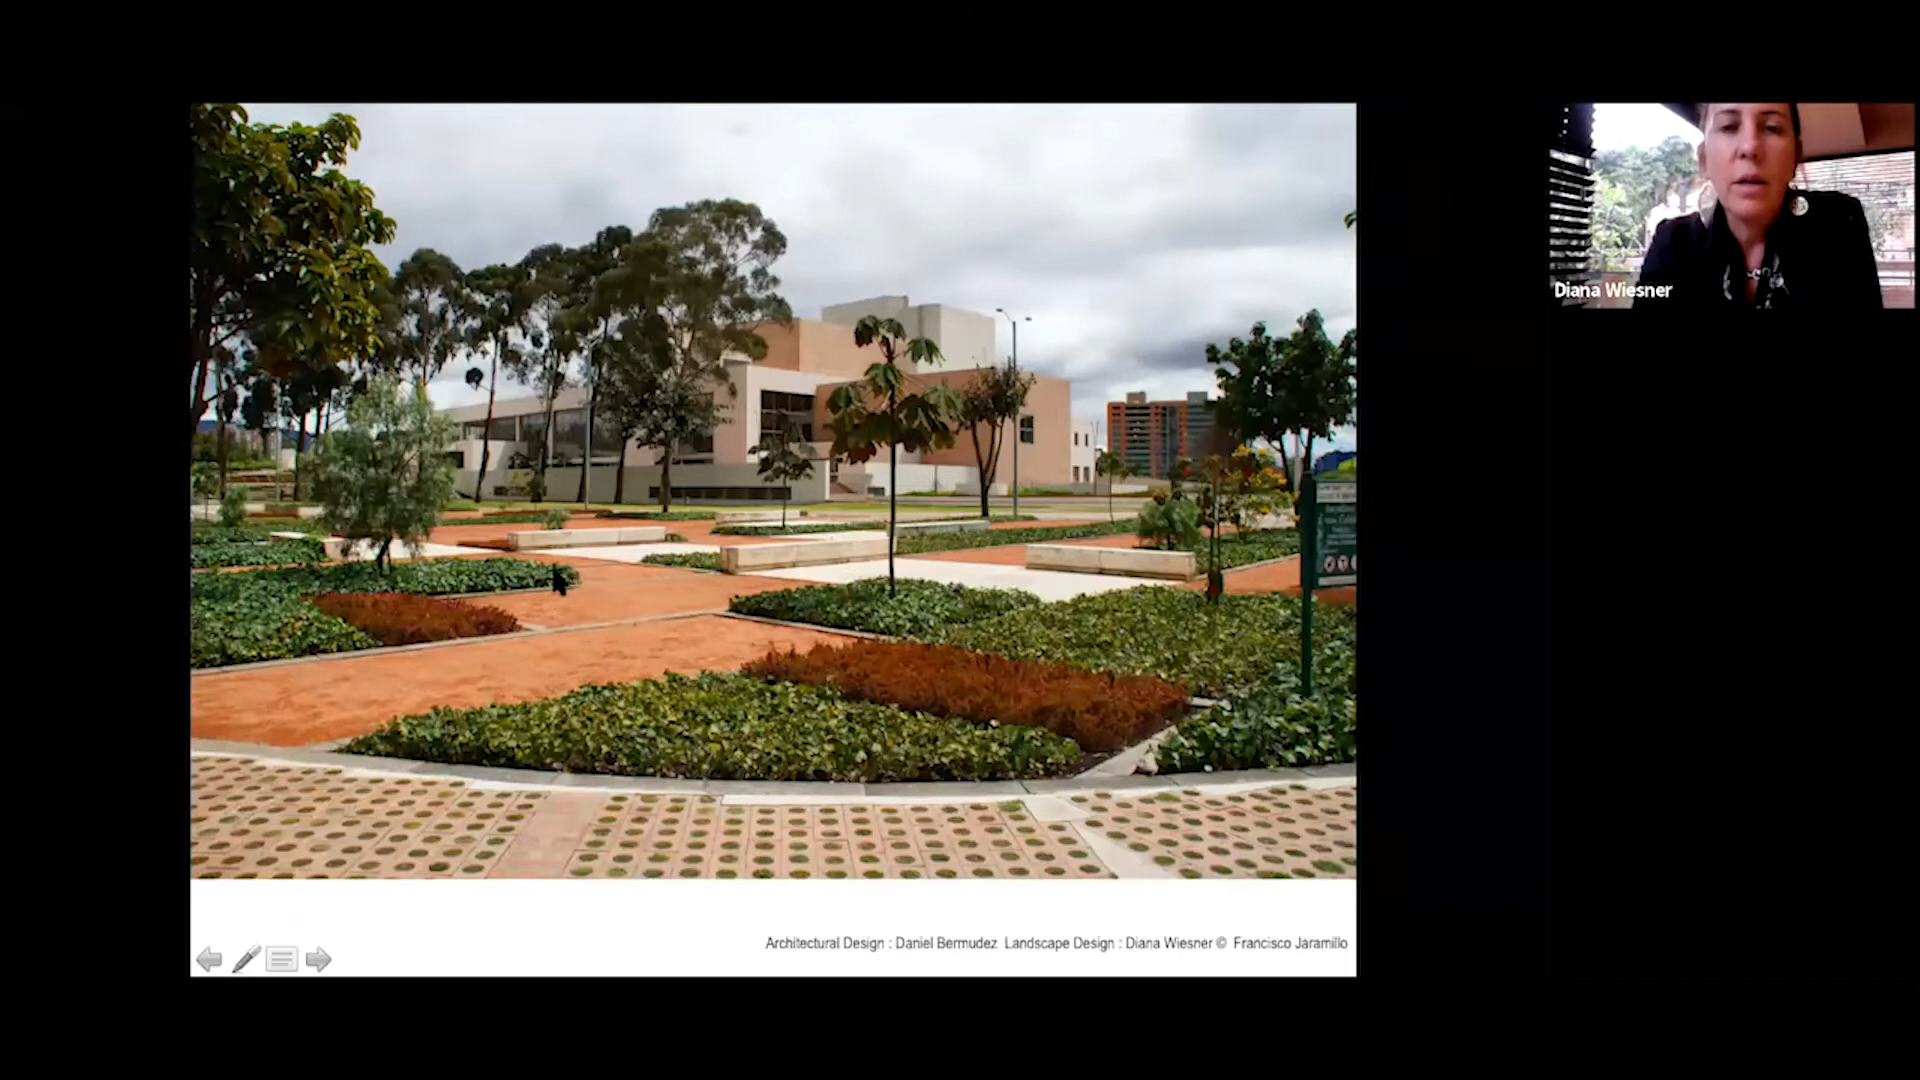 Diana Wiesner
Architectural Design : Daniel Bermudez Landscape Design : Diana Wiesner © Francisco Jaramillo